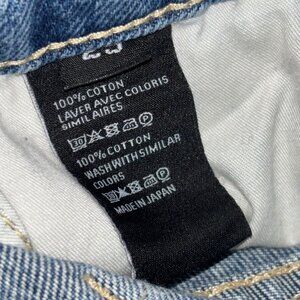 100% COTON
LAVER AVEC COLORIS
SIMILAIRES
100% COTTON
WASH WITH SIMILAR
COLORS
MADE IN JAPAN